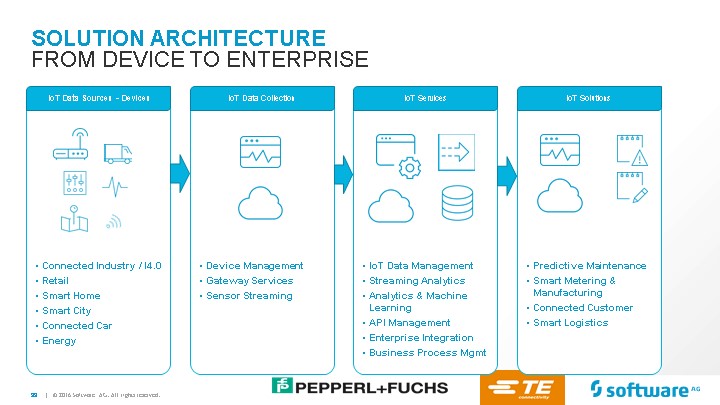 SOLUTION ARCHITECTURE
FROM DEVICE TO ENTERPRISE
IoT Data Sources - Devices
IoT Data Collection
IoT Services
IoT Solutions
• Connected Industry / I4.0
• Retail
• Smart Home
• Smart City
• Connected Car
• Energy
• Device Management
• Gateway Services
• Sensor Streaming
• IoT Data Management
• Streaming Analytics
• Analytics & Machine
Learning
• API Management
• Enterprise Integration
• Business Process Mgmt
• Predictive Maintenance
• Smart Metering &
Manufacturing
• Connected Customer
• Smart Logistics
| © 2016 Software AG. All rights reserved.
PEPPERL+FUCHS
TE
connectivity
software AG